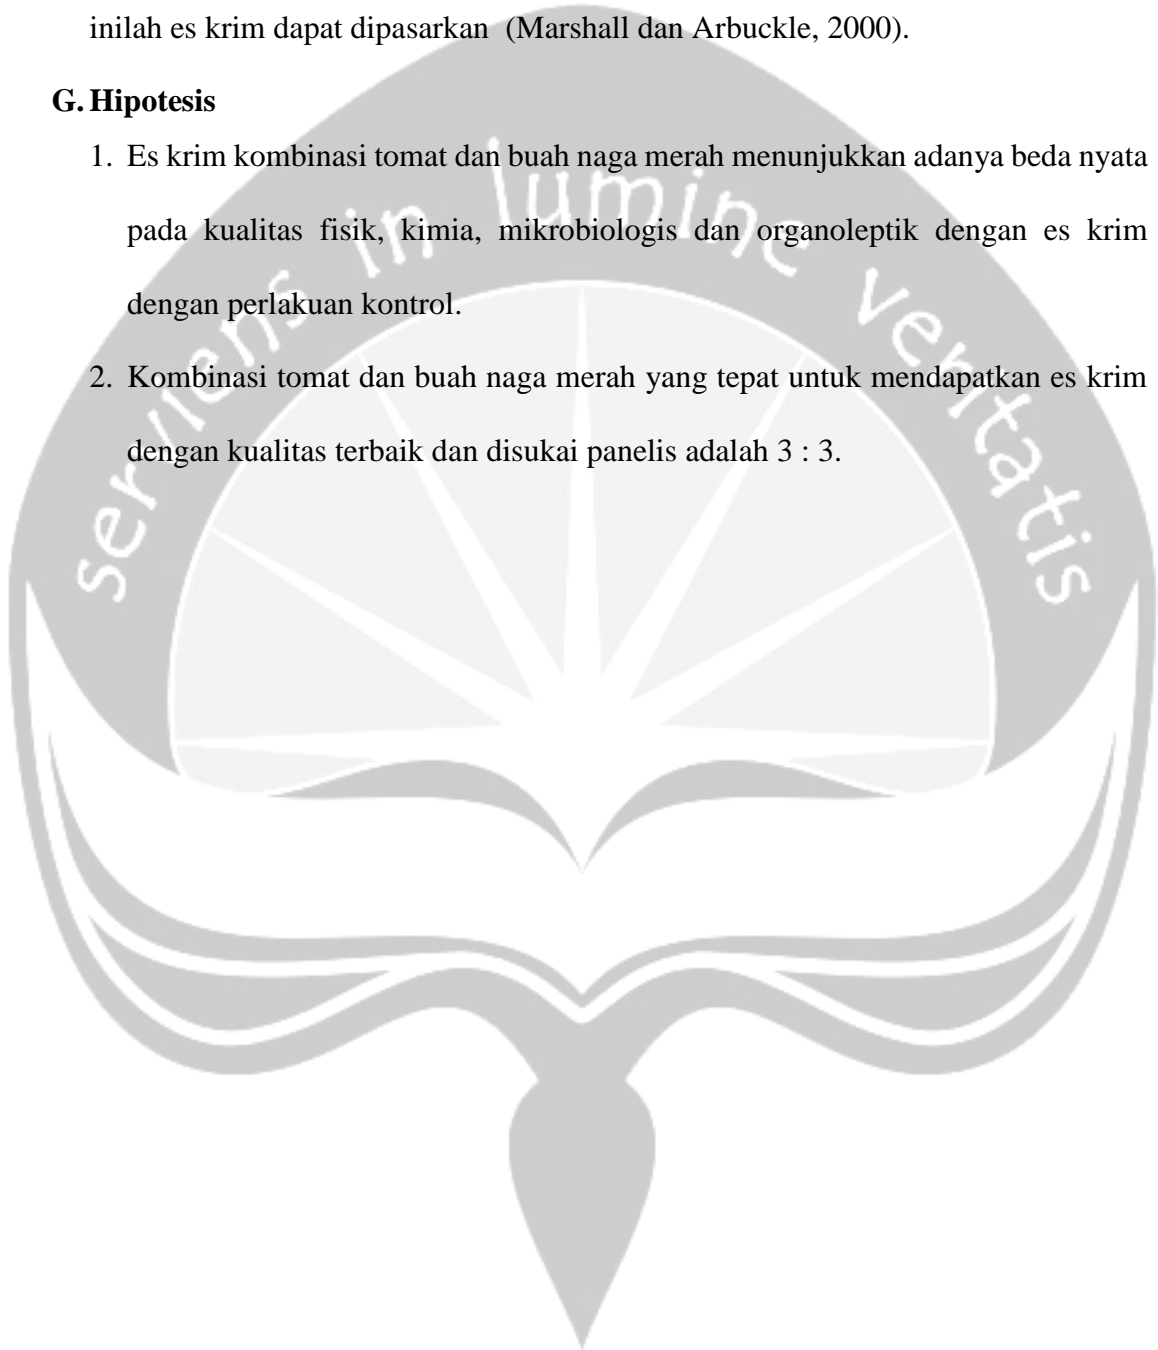 inilah es krim dapat dipasarkan (Marshall dan Arbuckle, 2000).
G. Hipotesis
1. Es krim kombinasi tomat dan buah naga merah menunjukkan adanya beda nyata
pada kualitas fisik, kimia, mikrobiologis dan organoleptik dengan es krim
dengan perlakuan kontrol.
2. Kombinasi tomat dan buah naga merah yang tepat untuk mendapatkan es krim
dengan kualitas terbaik dan disukai panelis adalah 3 : 3.
serviens in lumine veritatis